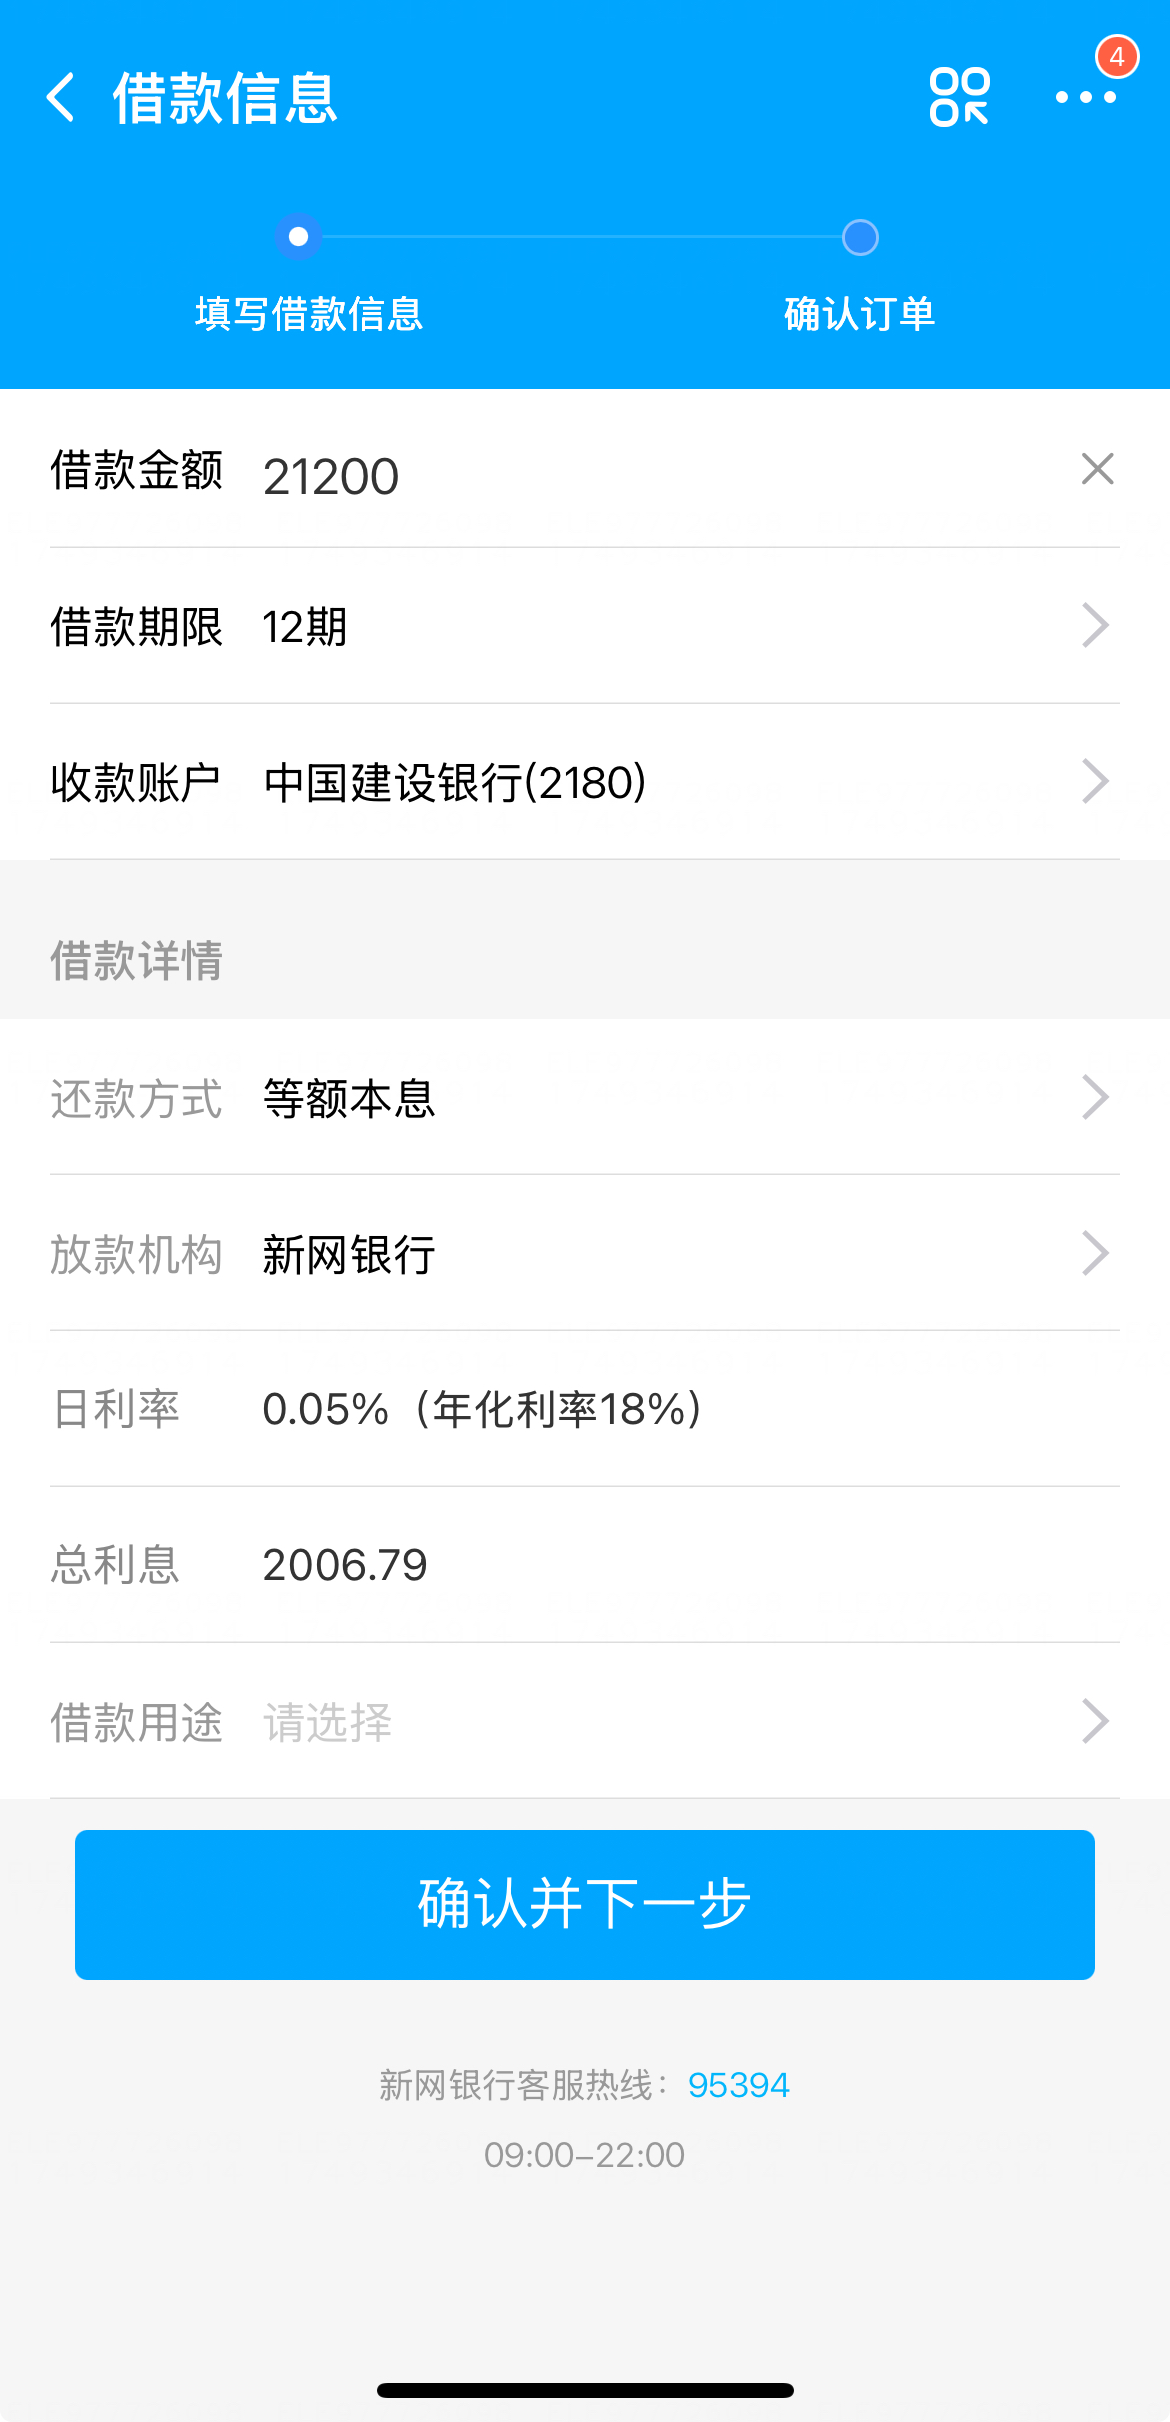 借款信息
4
填写借款信息 确认订单
借款金额 21200
借款期限 12期
收款账户 中国建设银行(2180)
借款详情
还款方式 等额本息
放款机构 新网银行
日利率 0.05%（年化利率18%）
总利息 2006.79
借款用途 请选择
确认并下一步
新网银行客服热线：95394
09:00-22:00